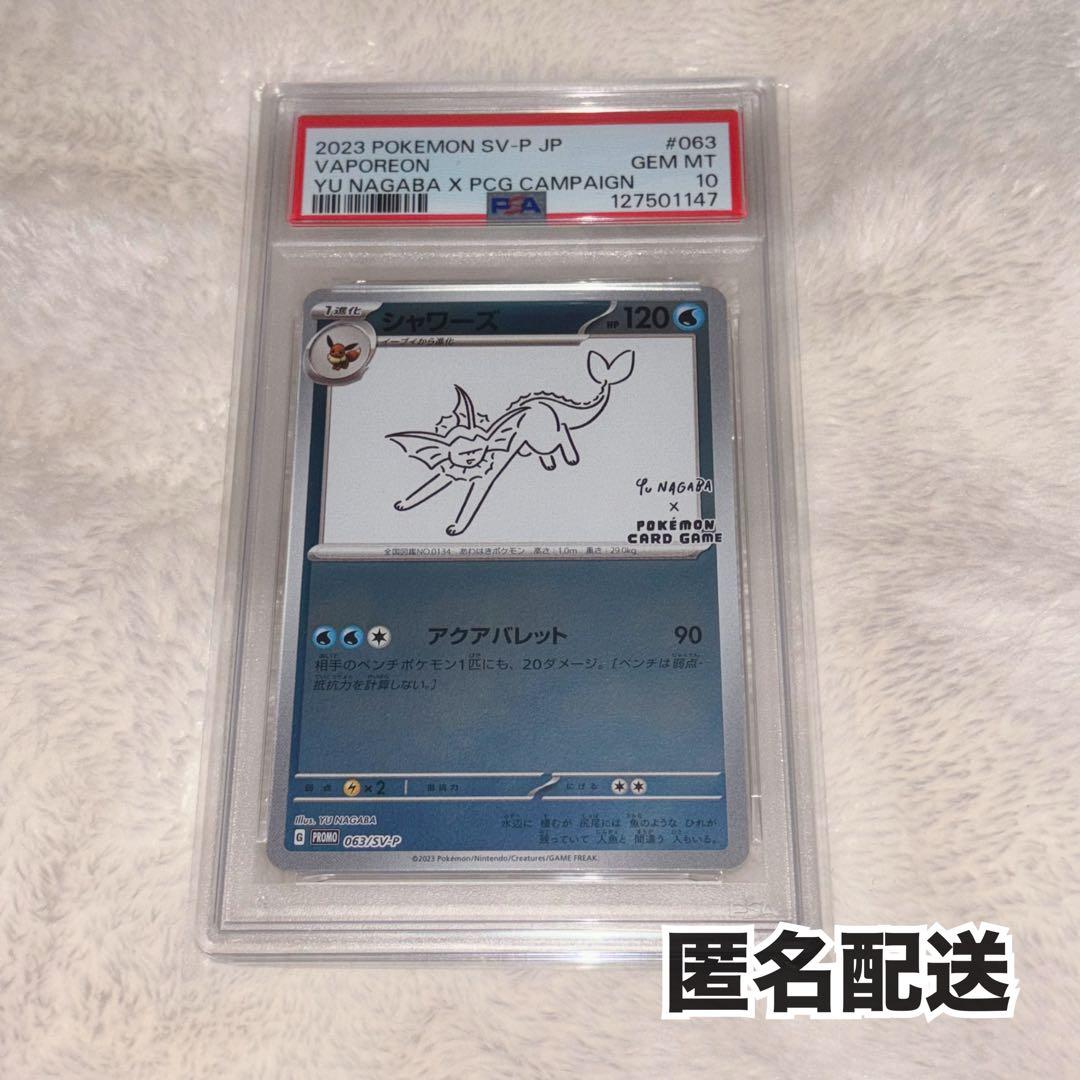 2023 POKEMON SV-P JP #063
VAPOREON GEM MT
YU NAGABA X PCG CAMPAIGN 10
PSA 127501147
1進化 シャワーズ HP 120
イーブイから進化
YU NAGABA
×
POKÉMON
CARD GAME
全国図鑑NO.0134 あわはきポケモン 高さ:1.0m 重さ:29.0kg
アクアバレット 90
相手のベンチポケモン1匹にも、20ダメージ。[ベンチは弱点・
抵抗力を計算しない。]
弱点 ×2 抵抗力 にげる
Illus. YU NAGABA
水辺に 棲むが 尻尾には 魚のような ひれが
G PROMO 063/SV-P
残っていて 人魚と 間違う 人もいる。
©2023 Pokémon/Nintendo/Creatures/GAME FREAK.
匿名配送